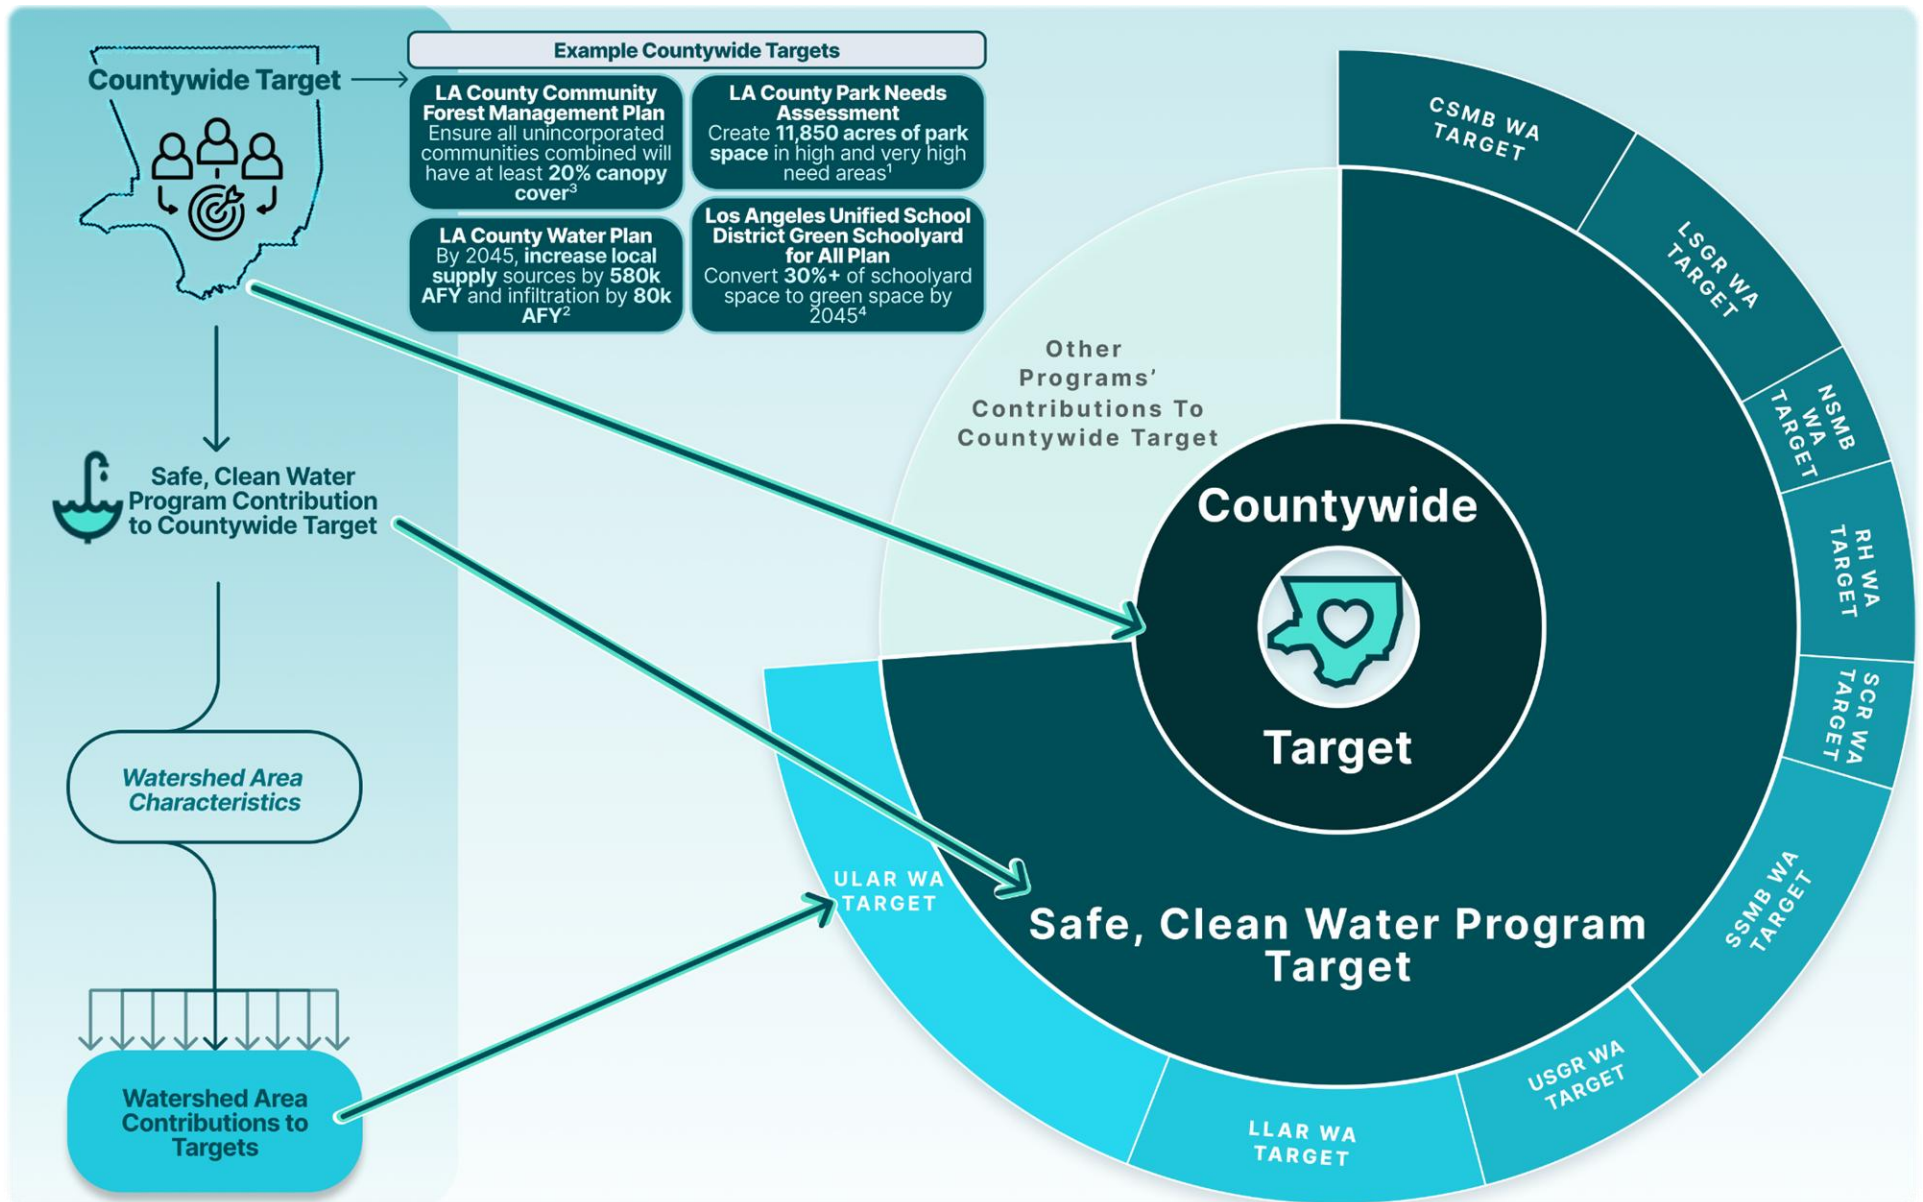 Countywide Target
Example Countywide Targets
LA County Community
Forest Management Plan
Ensure all unincorporated
communities combined will
have at least 20% canopy
cover³
LA County Park Needs
Assessment
Create 11,850 acres of park
space in high and very high
need areas¹
LA County Water Plan
By 2045, increase local
supply sources by 580k
AFY and infiltration by 80k
AFY²
Los Angeles Unified School
District Green Schoolyard
for All Plan
Convert 30%+ of schoolyard
space to green space by
2045⁴
Safe, Clean Water
Program Contribution
to Countywide Target
Watershed Area
Characteristics
Watershed Area
Contributions to
Targets
Other
Programs’
Contributions To
Countywide Target
Countywide
Target
Safe, Clean Water Program
Target
CSMB WA
TARGET
LSGR WA
TARGET
NSMB
WA
TARGET
RH WA
TARGET
SCR WA
TARGET
SSMB WA
TARGET
USGR WA
TARGET
LLAR WA
TARGET
ULAR WA
TARGET